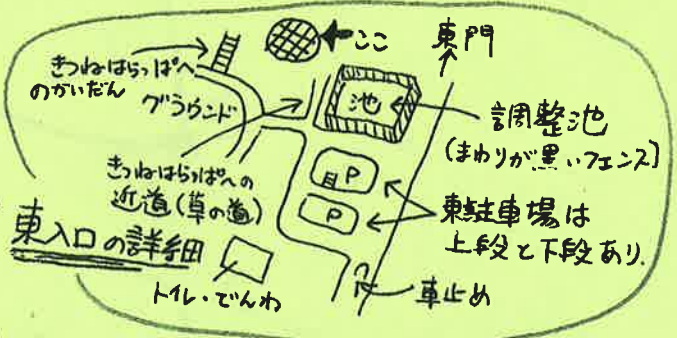 ここ
東門
きつねはらっぱへ
のかいだん
グラウンド
池
調整池
(まわりが黒いフェンス)
きつねはらっぱへの
近道(草の道)
P
P
東駐車場は
上段と下段あり.
東入口の詳細
トイレ・でんわ
車止め